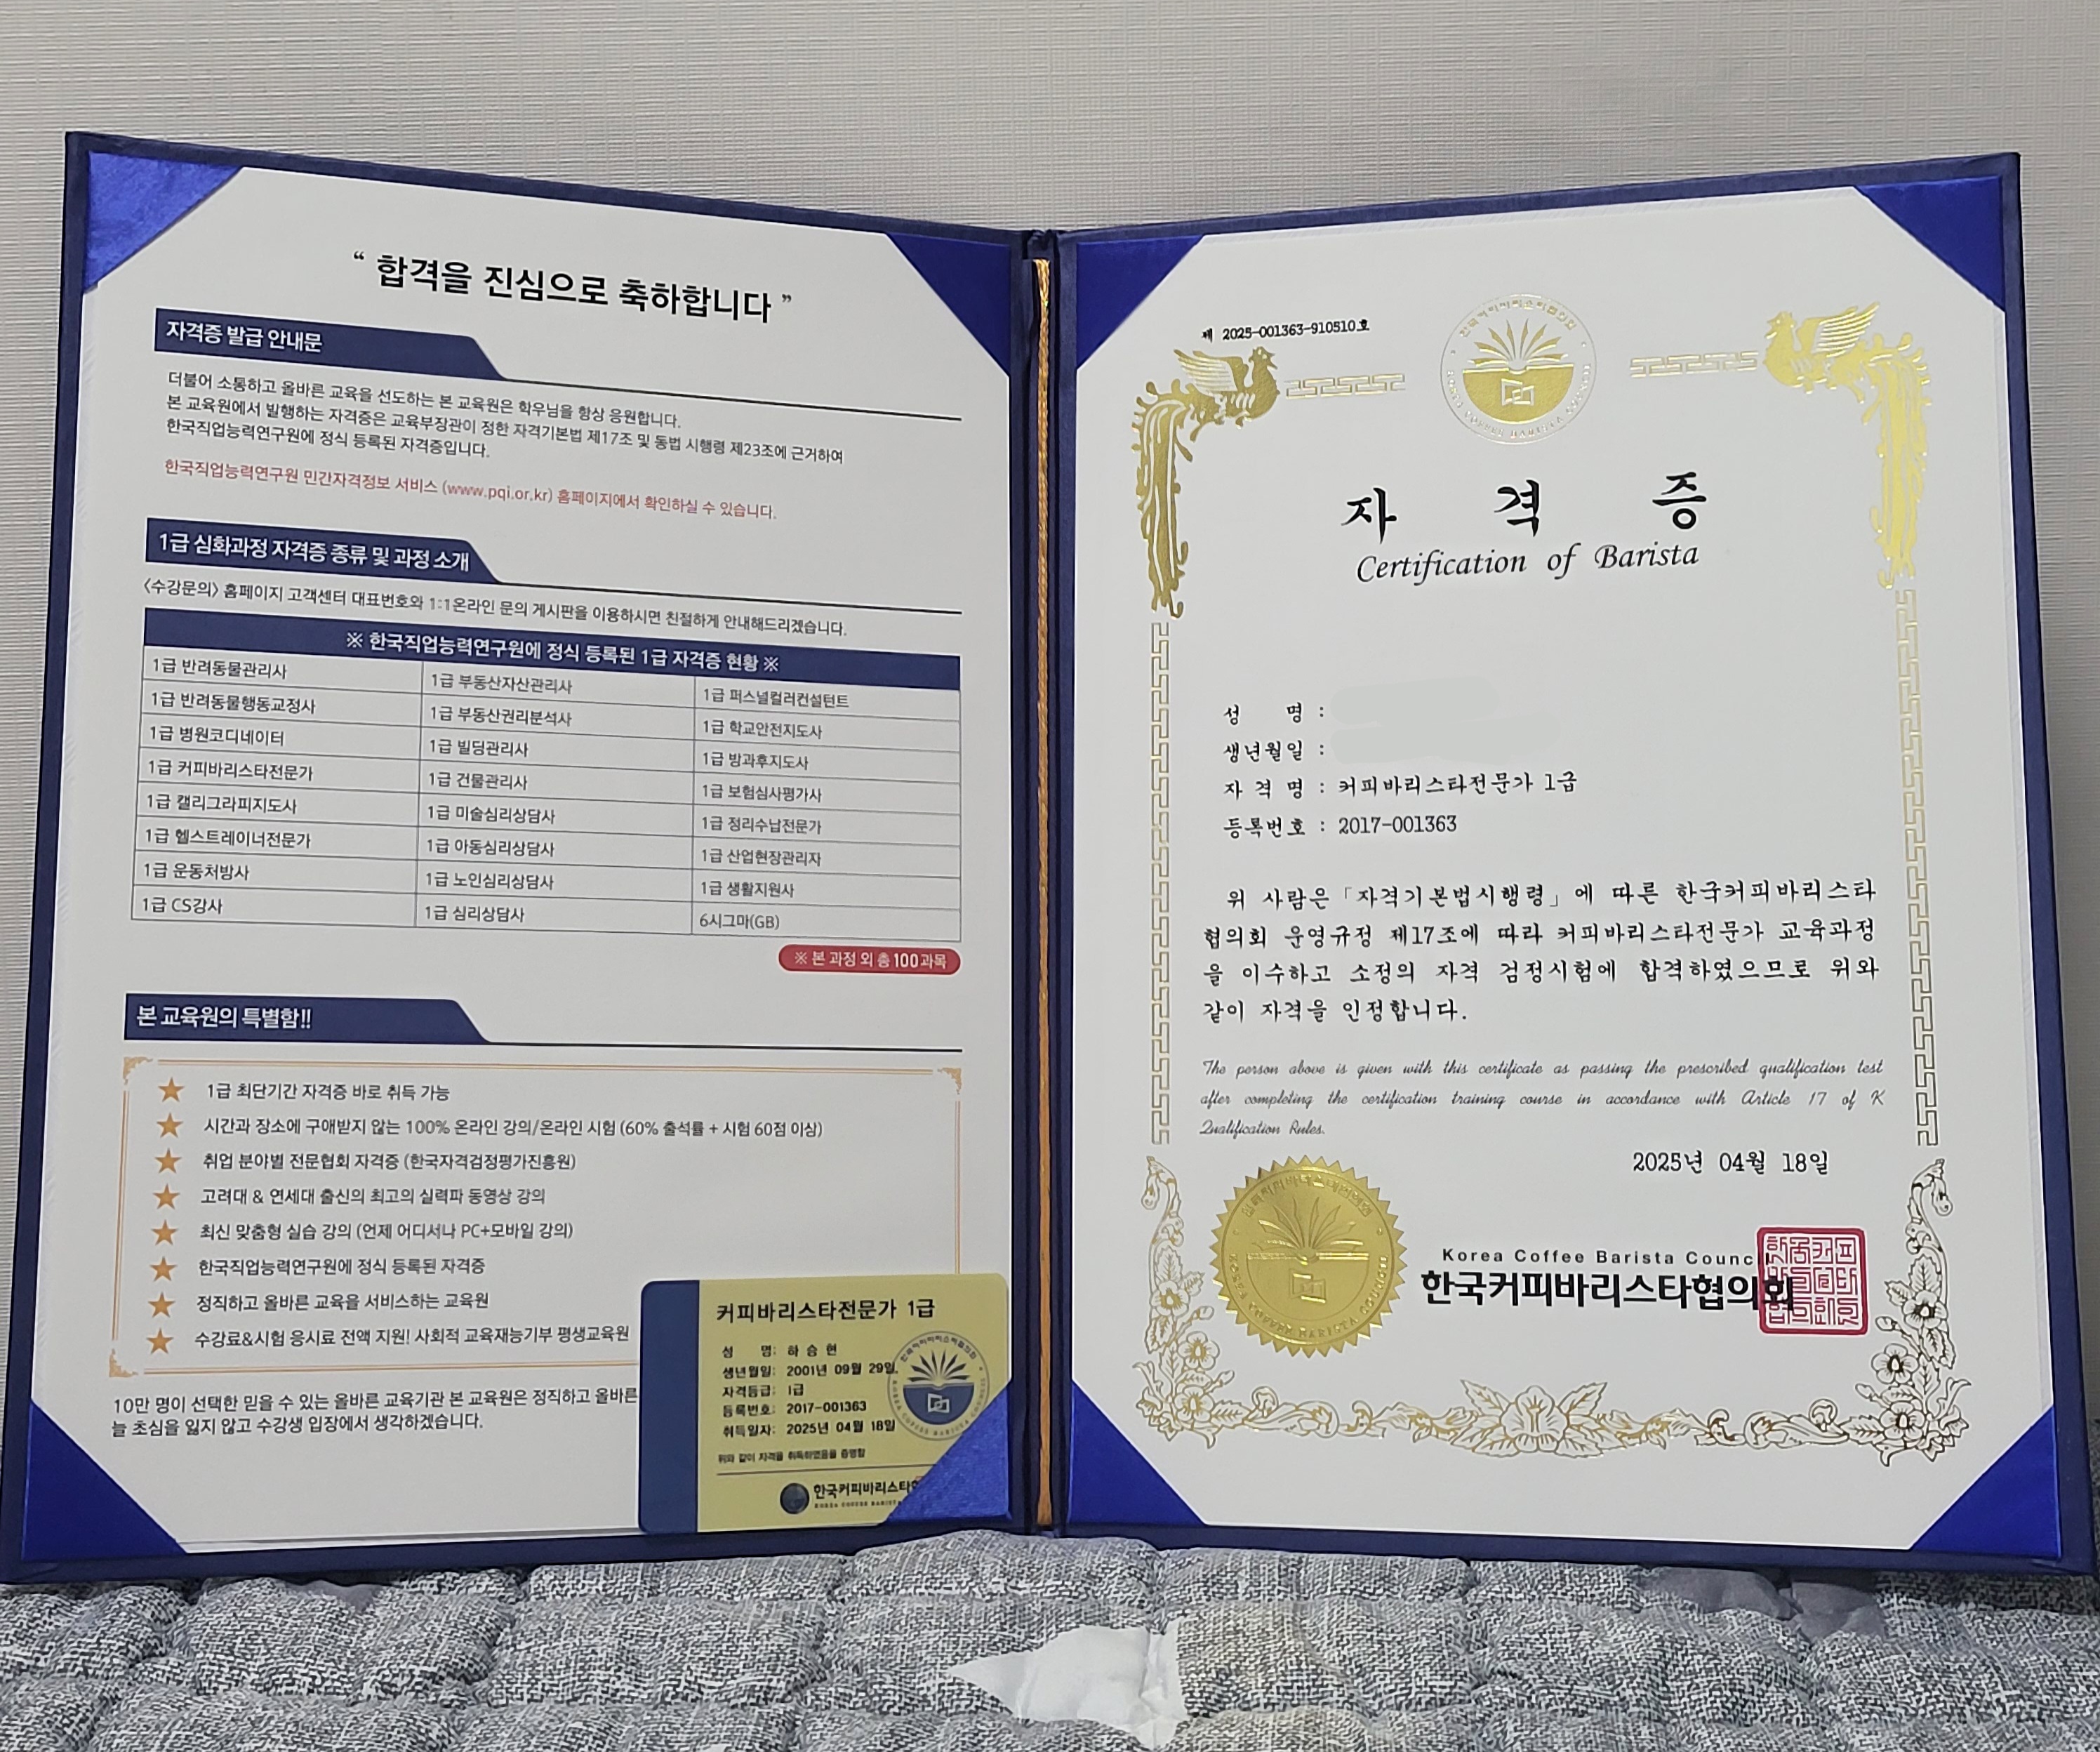 “ 합격을 진심으로 축하합니다 ”
자격증 발급 안내문
더불어 소통하고 올바른 교육을 선도하는 본 교육원은 학우님을 항상 응원합니다.
본 교육원에서 발행하는 자격증은 교육부장관이 정한 자격기본법 제17조 및 동법 시행령 제23조에 근거하여
한국직업능력연구원에 정식 등록된 자격증입니다.
한국직업능력연구원 민간자격정보 서비스 (www.pqi.or.kr) 홈페이지에서 확인하실 수 있습니다.
1급 심화과정 자격증 종류 및 과정 소개
<수강문의> 홈페이지 고객센터 대표번호와 1:1온라인 문의 게시판을 이용하시면 친절하게 안내해드리겠습니다.
※ 한국직업능력연구원에 정식 등록된 1급 자격증 현황 ※
1급 반려동물관리사 1급 부동산자산관리사 1급 퍼스널컬러컨설턴트
1급 반려동물행동교정사 1급 부동산권리분석사 1급 학교안전지도사
1급 병원코디네이터 1급 빌딩관리사 1급 방과후지도사
1급 커피바리스타전문가 1급 건물관리사 1급 보험심사평가사
1급 캘리그라피지도사 1급 미술심리상담사 1급 정리수납전문가
1급 헬스트레이너전문가 1급 아동심리상담사 1급 산업현장관리자
1급 운동처방사 1급 노인심리상담사 1급 생활지원사
1급 CS강사 1급 심리상담사 6시그마(GB)
※ 본 과정 외 총 100과목
본 교육원의 특별함!!
★ 1급 최단기간 자격증 바로 취득 가능
★ 시간과 장소에 구애받지 않는 100% 온라인 강의/온라인 시험 (60% 출석률 + 시험 60점 이상)
★ 취업 분야별 전문협회 자격증 (한국자격검정평가진흥원)
★ 고려대 & 연세대 출신의 최고의 실력파 동영상 강의
★ 최신 맞춤형 실습 강의 (언제 어디서나 PC+모바일 강의)
★ 한국직업능력연구원에 정식 등록된 자격증
★ 정직하고 올바른 교육을 서비스하는 교육원
★ 수강료&시험 응시료 전액 지원! 사회적 교육재능기부 평생교육원
10만 명이 선택한 믿을 수 있는 올바른 교육기관 본 교육원은 정직하고 올바른
늘 초심을 잃지 않고 수강생 입장에서 생각하겠습니다.
커피바리스타전문가 1급
성 명: 하승현
생년월일: 2001년 09월 29일
자격등급: 1급
등록번호: 2017-001363
취득일자: 2025년 04월 18일
위와 같이 자격을 취득하였음을 증명함
한국커피바리스타
KOREA COFFEE BARISTA
제 2025-001363-910510호
자 격 증
Certification of Barista
성 명 :
생년월일 :
자 격 명 : 커피바리스타전문가 1급
등록번호 : 2017-001363
위 사람은「자격기본법시행령」에 따른 한국커피바리스타
협의회 운영규정 제17조에 따라 커피바리스타전문가 교육과정
을 이수하고 소정의 자격 검정시험에 합격하였으므로 위와
같이 자격을 인정합니다.
The person above is given with this certificate as passing the prescribed qualification test
after completing the certification training course in accordance with Article 17 of K
Qualification Rules.
2025년 04월 18일
Korea Coffee Barista Council
한국커피바리스타협의회